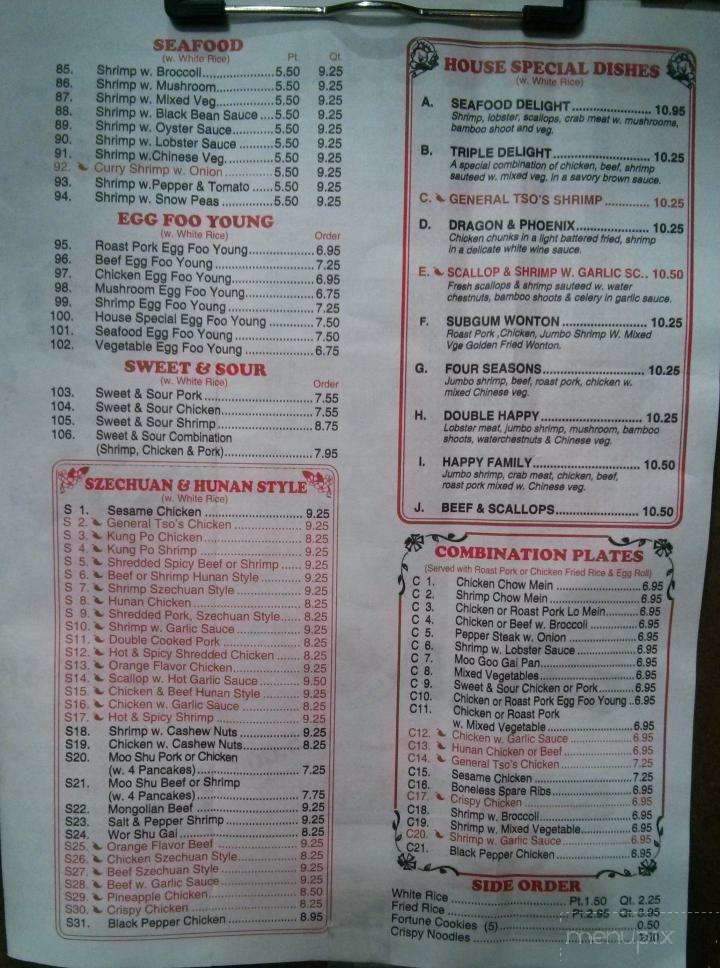 SEAFOOD
(w. White Rice) Pt. Qt.
85. Shrimp w. Broccoli 5.50 9.25
86. Shrimp w. Mushroom 5.50 9.25
87. Shrimp w. Mixed Veg 5.50 9.25
88. Shrimp w. Black Bean Sauce 5.50 9.25
89. Shrimp w. Oyster Sauce 5.50 9.25
90. Shrimp w. Lobster Sauce 5.50 9.25
91. Shrimp w.Chinese Veg. 5.50 9.25
92. Curry Shrimp w. Onion 5.50 9.25
93. Shrimp w.Pepper & Tomato 5.50 9.25
94. Shrimp w. Snow Peas 5.50 9.25
EGG FOO YOUNG
(w. White Rice) Order
95. Roast Pork Egg Foo Young 6.95
96. Beef Egg Foo Young 7.25
97. Chicken Egg Foo Young 6.95
98. Mushroom Egg Foo Young 6.75
99. Shrimp Egg Foo Young 7.25
100. House Special Egg Foo Young 7.50
101. Seafood Egg Foo Young 7.50
102. Vegetable Egg Foo Young 6.75
SWEET & SOUR
(w. White Rice) Order
103. Sweet & Sour Pork 7.55
104. Sweet & Sour Chicken 7.55
105. Sweet & Sour Shrimp 8.75
106. Sweet & Sour Combination
(Shrimp, Chicken & Pork) 7.95
SZECHUAN & HUNAN STYLE
(w. White Rice)
S 1. Sesame Chicken 9.25
S 2. General Tso's Chicken 9.25
S 3. Kung Po Chicken 8.25
S 4. Kung Po Shrimp 9.25
S 5. Shredded Spicy Beef or Shrimp 9.25
S 6. Beef or Shrimp Hunan Style 9.25
S 7. Shrimp Szechuan Style 9.25
S 8. Hunan Chicken 8.25
S 9. Shredded Pork, Szechuan Style 8.25
S10. Shrimp w. Garlic Sauce 9.25
S11. Double Cooked Pork 8.25
S12. Hot & Spicy Shredded Chicken 8.25
S13. Orange Flavor Chicken 9.25
S14. Scallop w. Hot Garlic Sauce 9.50
S15. Chicken & Beef Hunan Style 9.25
S16. Chicken w. Garlic Sauce 8.25
S17. Hot & Spicy Shrimp 9.25
S18. Shrimp w. Cashew Nuts 9.25
S19. Chicken w. Cashew Nuts 8.25
S20. Moo Shu Pork or Chicken
(w. 4 Pancakes) 7.25
S21. Moo Shu Beef or Shrimp
(w. 4 Pancakes) 7.75
S22. Mongolian Beef 9.25
S23. Salt & Pepper Shrimp 9.25
S24. Wor Shu Gai 8.25
S25. Orange Flavor Beef 9.25
S26. Chicken Szechuan Style 8.25
S27. Beef Szechuan Style 9.25
S28. Beef w. Garlic Sauce 9.25
S29. Pineapple Chicken 8.50
S30. Crispy Chicken 8.25
S31. Black Pepper Chicken 8.95
HOUSE SPECIAL DISHES
(w. White Rice)
A. SEAFOOD DELIGHT 10.95
Shrimp, lobster, scallops, crab meat w. mushrooms,
bamboo shoot and veg.
B. TRIPLE DELIGHT 10.25
A special combination of chicken, beef, shrimp
sauteed w. mixed veg. in a savory brown sauce.
C. GENERAL TSO'S SHRIMP 10.25
D. DRAGON & PHOENIX 10.25
Chicken chunks in a light battered fried, shrimp
in a delicate white wine sauce.
E. SCALLOP & SHRIMP W. GARLIC SC. 10.50
Fresh scallops & shrimp sauteed w. water
chestnuts, bamboo shoots & celery in garlic sauce.
F. SUBGUM WONTON 10.25
Roast Pork ,Chicken, Jumbo Shrimp W. Mixed
Vge Golden Fried Wonton.
G. FOUR SEASONS 10.25
Jumbo shrimp, beef, roast pork, chicken w.
mixed Chinese veg.
H. DOUBLE HAPPY 10.25
Lobster meat, jumbo shrimp, mushroom, bamboo
shoots, waterchestnuts & Chinese veg.
I. HAPPY FAMILY 10.50
Jumbo shrimp, crab meat, chicken, beef,
roast pork mixed w. Chinese veg.
J. BEEF & SCALLOPS 10.50
COMBINATION PLATES
(Served with Roast Pork or Chicken Fried Rice & Egg Roll)
C 1. Chicken Chow Mein 6.95
C 2. Shrimp Chow Mein 6.95
C 3. Chicken or Roast Pork Lo Mein 6.95
C 4. Chicken or Beef w. Broccoli 6.95
C 5. Pepper Steak w. Onion 6.95
C 6. Shrimp w. Lobster Sauce 6.95
C 7. Moo Goo Gai Pan 6.95
C 8. Mixed Vegetables 6.95
C 9. Sweet & Sour Chicken or Pork 6.95
C10. Chicken or Roast Pork Egg Foo Young 6.95
C11. Chicken or Roast Pork
w. Mixed Vegetable 6.95
C12. Chicken w. Garlic Sauce 6.95
C13. Hunan Chicken or Beef 6.95
C14. General Tso's Chicken 7.25
C15. Sesame Chicken 7.25
C16. Boneless Spare Ribs 6.95
C17. Crispy Chicken 6.95
C18. Shrimp w. Broccoli 6.95
C19. Shrimp w. Mixed Vegetable 6.95
C20. Shrimp w. Garlic Sauce 6.95
C21. Black Pepper Chicken 6.95
SIDE ORDER
White Rice Pt.1.50 Qt. 2.25
Fried Rice Pt 2.95 Qt. 3.95
Fortune Cookies (5) 0.50
Crispy Noodles
menupix